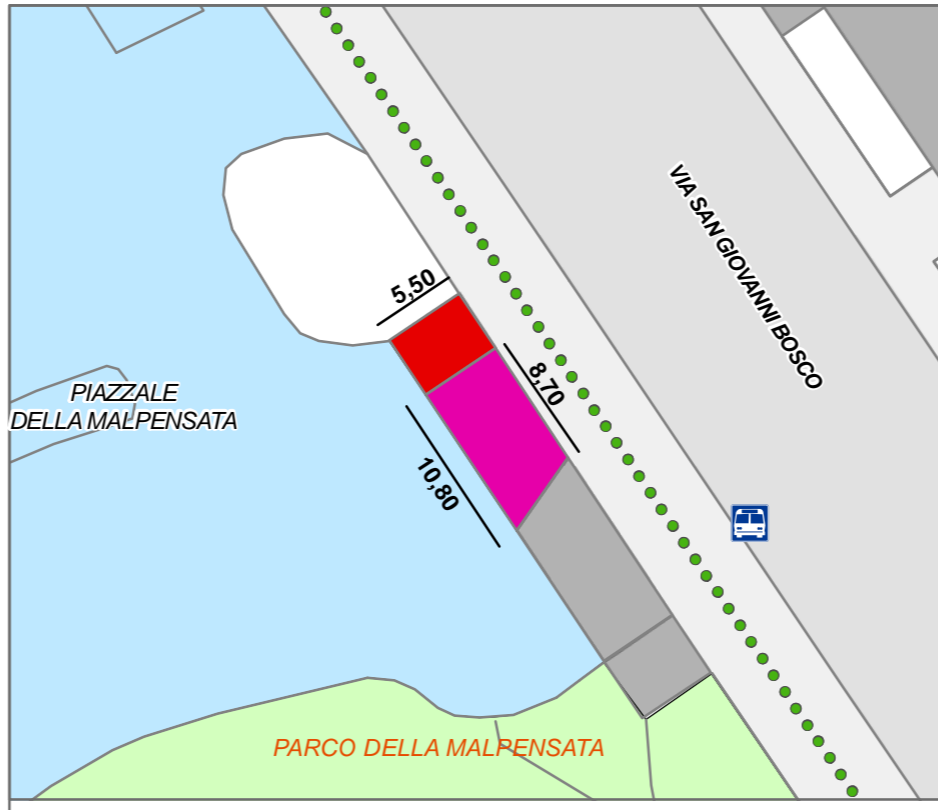 VIA SAN GIOVANNI BOSCO
5,50
8,70
PIAZZALE
DELLA MALPENSATA
10,80
PARCO DELLA MALPENSATA